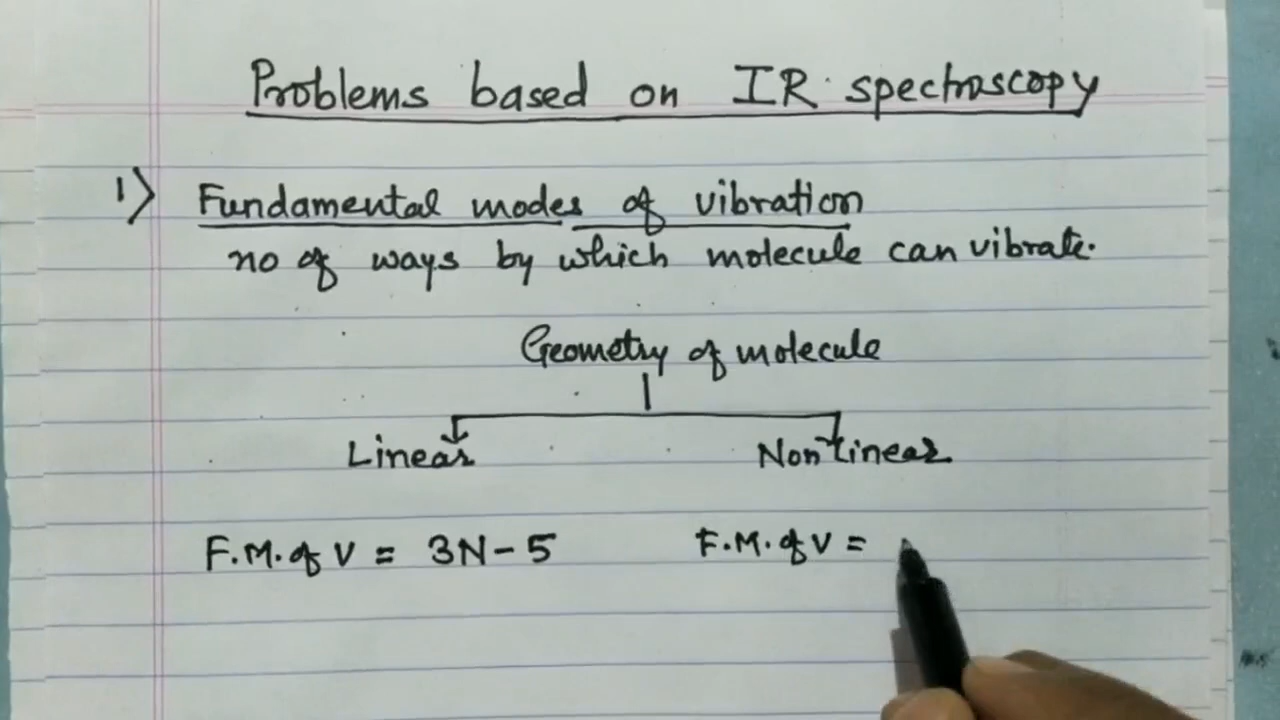 Problems based on IR spectroscopy
1) Fundamental modes of vibration
no of ways by which molecule can vibrate.
Geometry of molecule
Linear Non linear
F.M. of V = 3N - 5 F.M. of V =